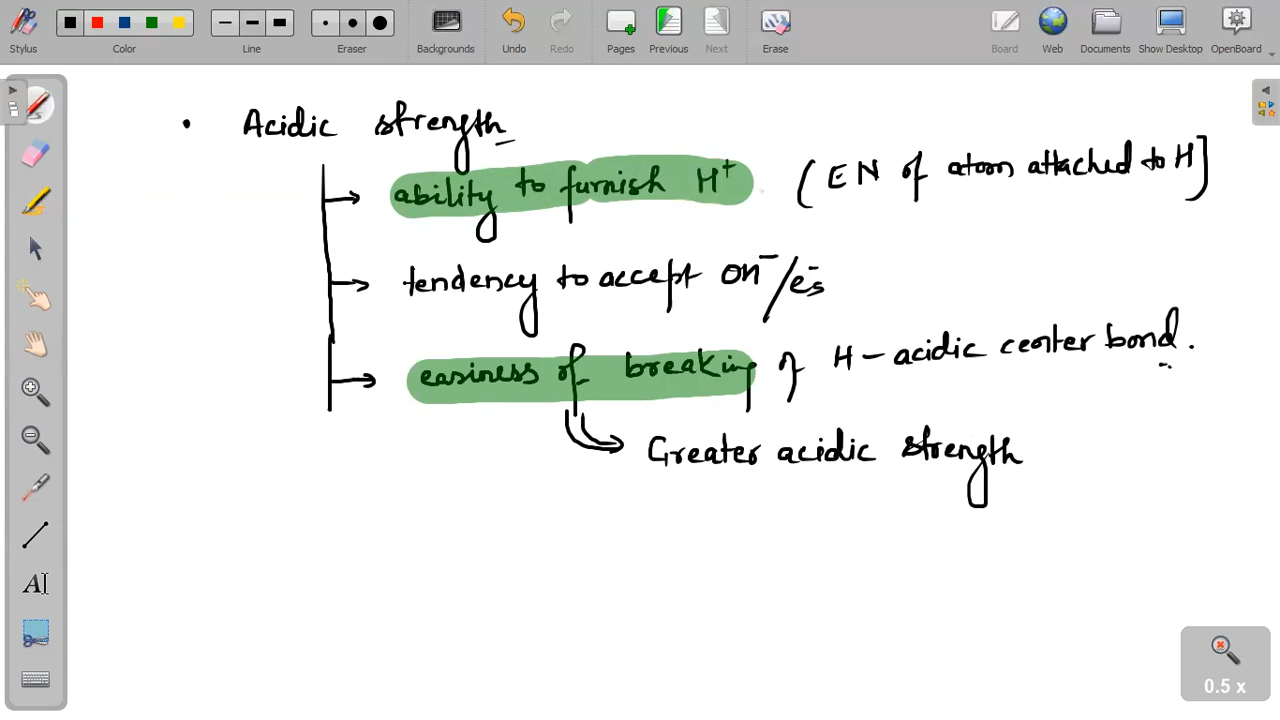 Stylus
Color
Line
Eraser
Backgrounds
Undo
Redo
Pages
Previous
Next
Erase
Board
Web
Documents
Show Desktop
OpenBoard
• Acidic strength
→ ability to furnish H⁺ (EN of atom attached to H]
→ tendency to accept OH⁻/e⁻s
→ easiness of breaking of H-acidic center bond.
⇒ Greater acidic strength
AI
0.5 x